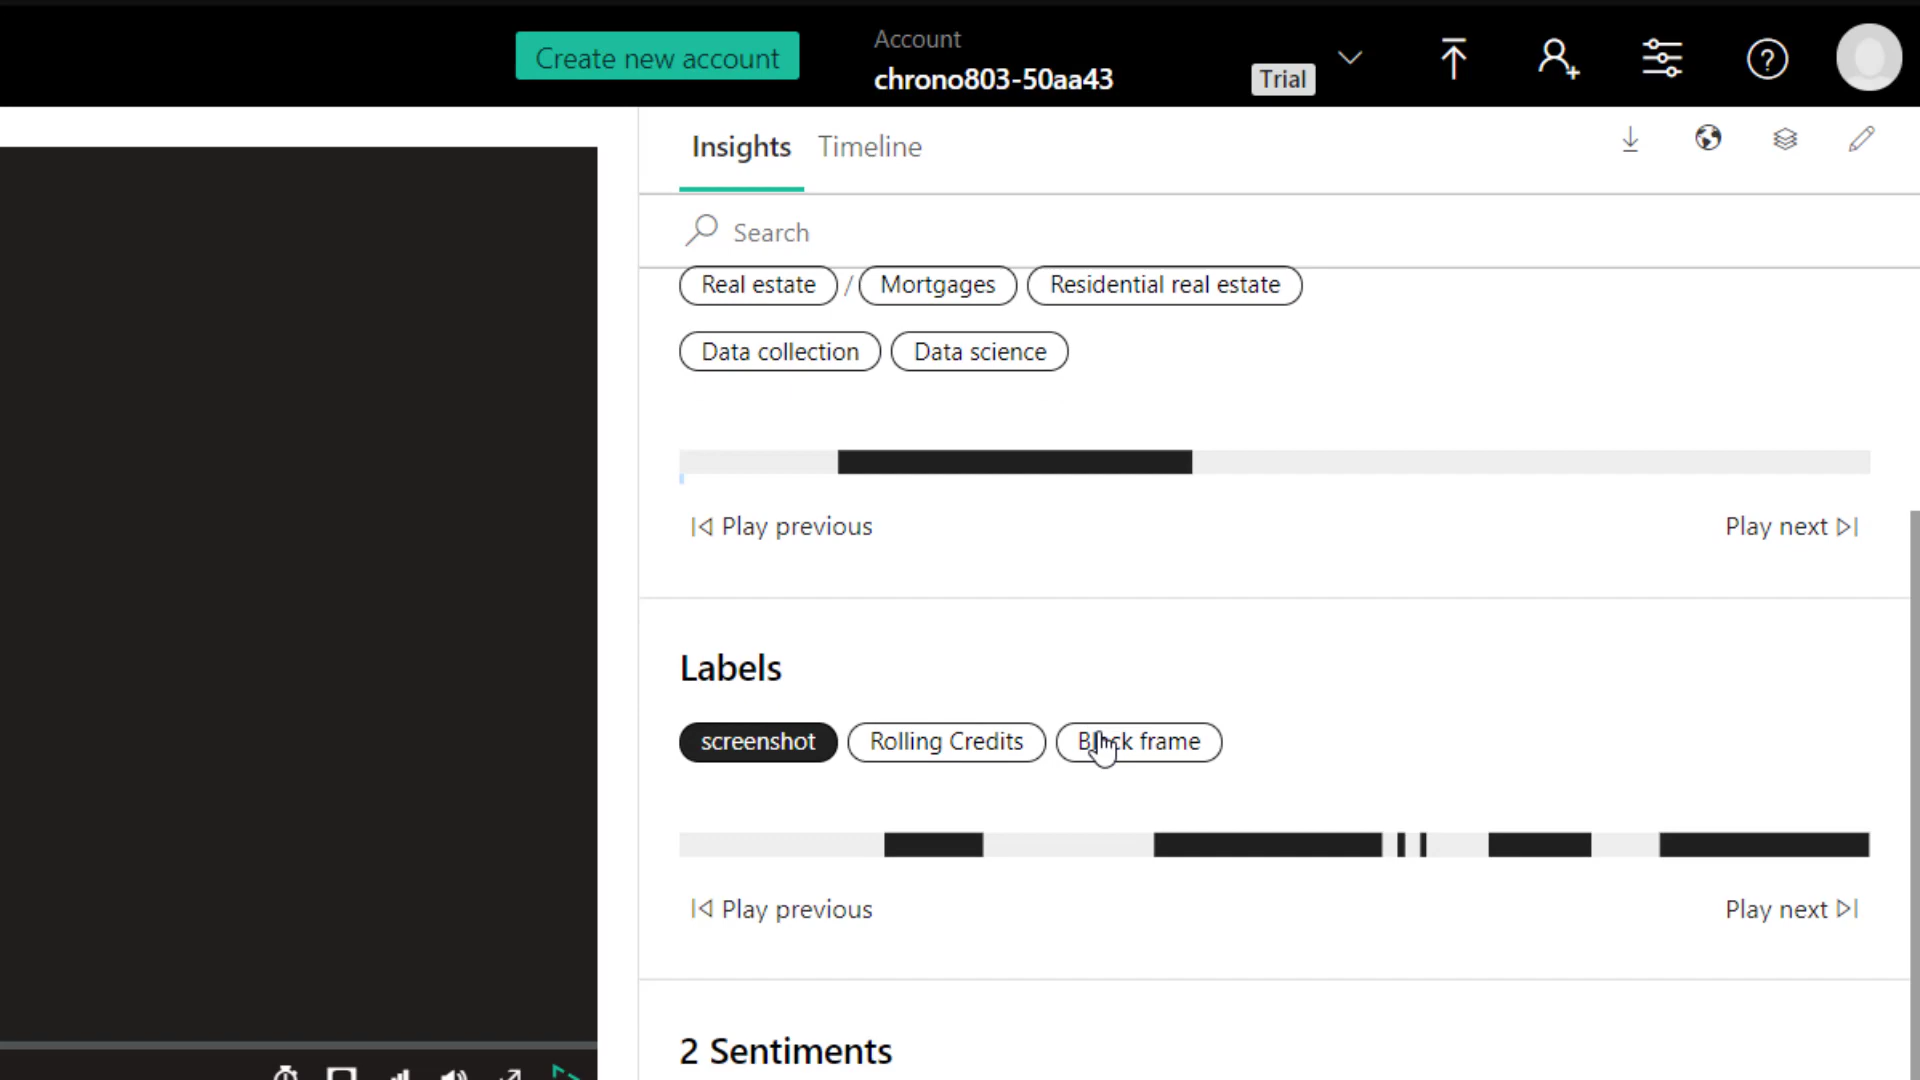 Create new account
Account
chrono803-50aa43
Trial
Insights Timeline
Search
Real estate / Mortgages Residential real estate
Data collection Data science
Play previous Play next
Labels
screenshot Rolling Credits frame
Play previous Play next
2 Sentiments